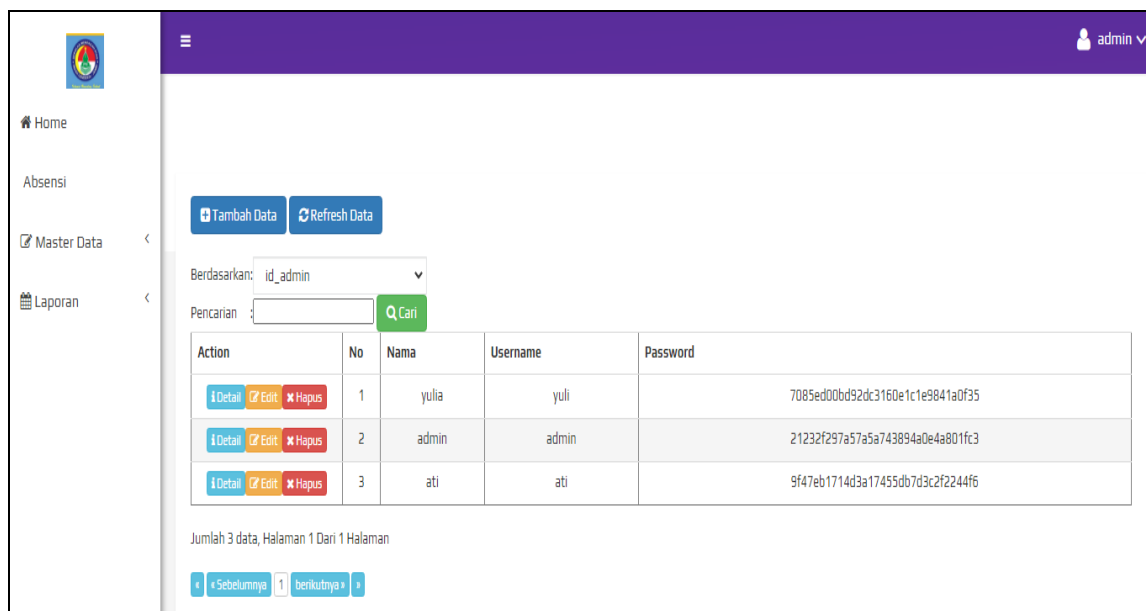 admin
Home
Absensi
Master Data
Laporan
Tambah Data Refresh Data
Berdasarkan: id_admin
Pencarian : Cari
Action No Nama Username Password
Detail Edit Hapus 1 yulia yuli 7085ed00bd92dc3160e1c1e9841a0f35
Detail Edit Hapus 2 admin admin 21232f297a57a5a743894a0e4a801fc3
Detail Edit Hapus 3 ati ati 9f47eb1714d3a17455db7d3c2f2244f6
Jumlah 3 data, Halaman 1 Dari 1 Halaman
« « Sebelumnya 1 berikutnya » »